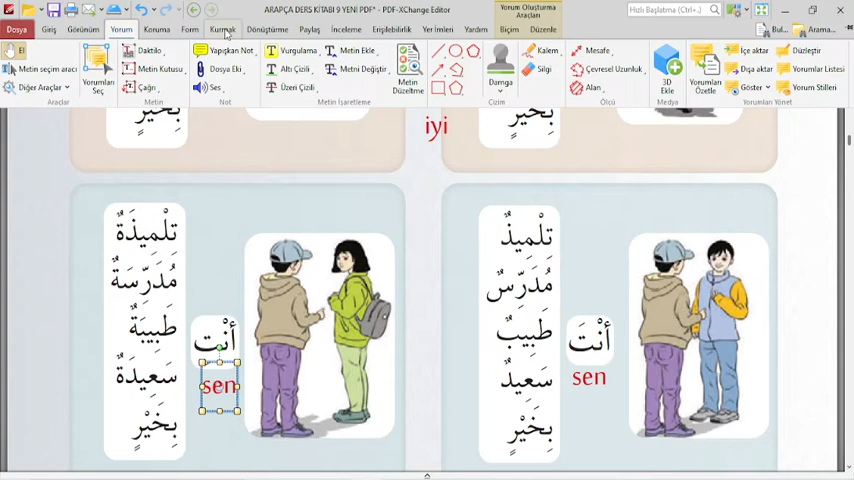 ARAPÇA DERS KİTABI 9 YENİ PDF* - PDF-XChange Editor
Yorum Oluşturma Araçları
Dosya Giriş Görünüm Yorum Koruma Form Kurmak Dönüştürme Paylaş İnceleme Erişilebilirlik Yer İmleri Yardım Biçim Düzenle
Hızlı Başlatma (Ctrl+.)
Bul... Arama...
El
Metin seçim aracı
Diğer Araçlar
Araçlar
Yorumları Seç
Daktilo
Metin Kutusu
Çağrı
Metin
Yapışkan Not
Dosya Eki
Ses
Not
Vurgulama
Altı Çizili
Üzeri Çizili
Metin Ekle
Metin Değiştir
Metin Düzeltme
Metin İşaretleme
Kalem
Silgi
Damga
Çizim
Mesafe
Çevresel Uzunluk
Alan
Ölçü
3D Ekle
Medya
Yorumları Özetle
İçe aktar
Dışa aktar
Göster
Düzleştir
Yorumlar Listesi
Yorum Stilleri
Yorumları Yönet
بِخَيْرٍ
بِخَيْرٍ
iyi
تِلْمِيذَةٌ
مُدَرِّسَةٌ
طَبِيبَةٌ
سَعِيدَةٌ
بِخَيْرٍ
أَنْتِ
sen
تِلْمِيذٌ
مُدَرِّسٌ
طَبِيبٌ
سَعِيدٌ
بِخَيْرٍ
أَنْتَ
sen